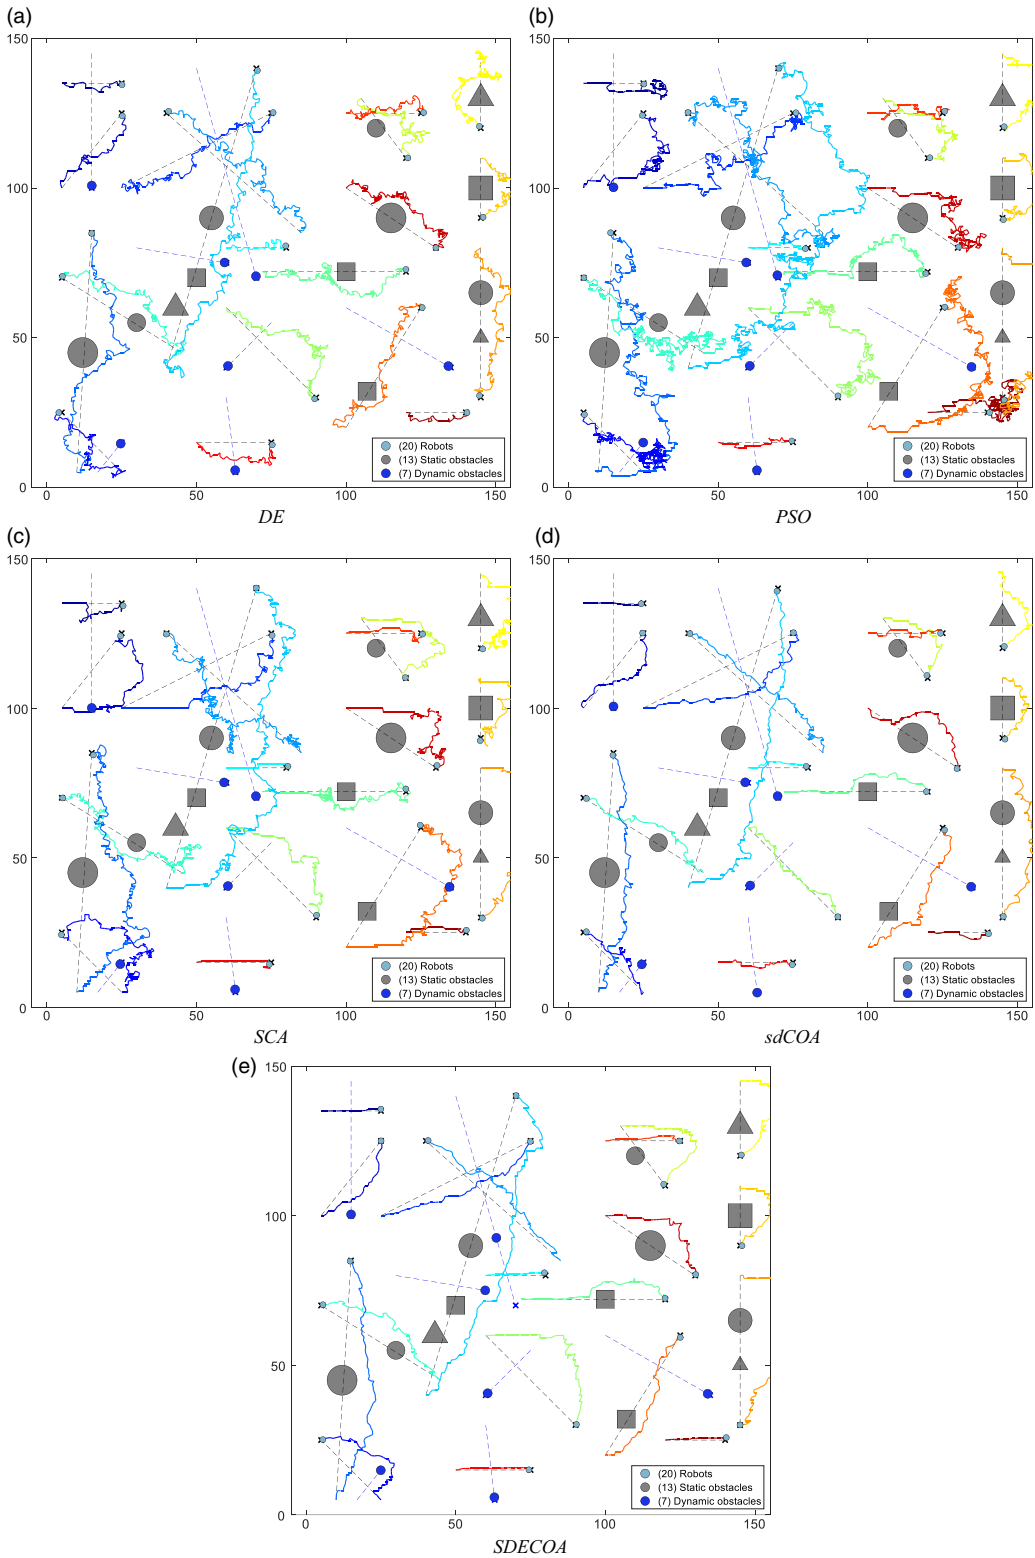 (a)
150
100
50
0
0
50
100
150
(20) Robots
(13) Static obstacles
(7) Dynamic obstacles
DE
(b)
150
100
50
0
0
50
100
150
(20) Robots
(13) Static obstacles
(7) Dynamic obstacles
PSO
(c)
150
100
50
0
0
50
100
150
(20) Robots
(13) Static obstacles
(7) Dynamic obstacles
SCA
(d)
150
100
50
0
0
50
100
150
(20) Robots
(13) Static obstacles
(7) Dynamic obstacles
sdCOA
(e)
150
100
50
0
0
50
100
150
(20) Robots
(13) Static obstacles
(7) Dynamic obstacles
SDECOA